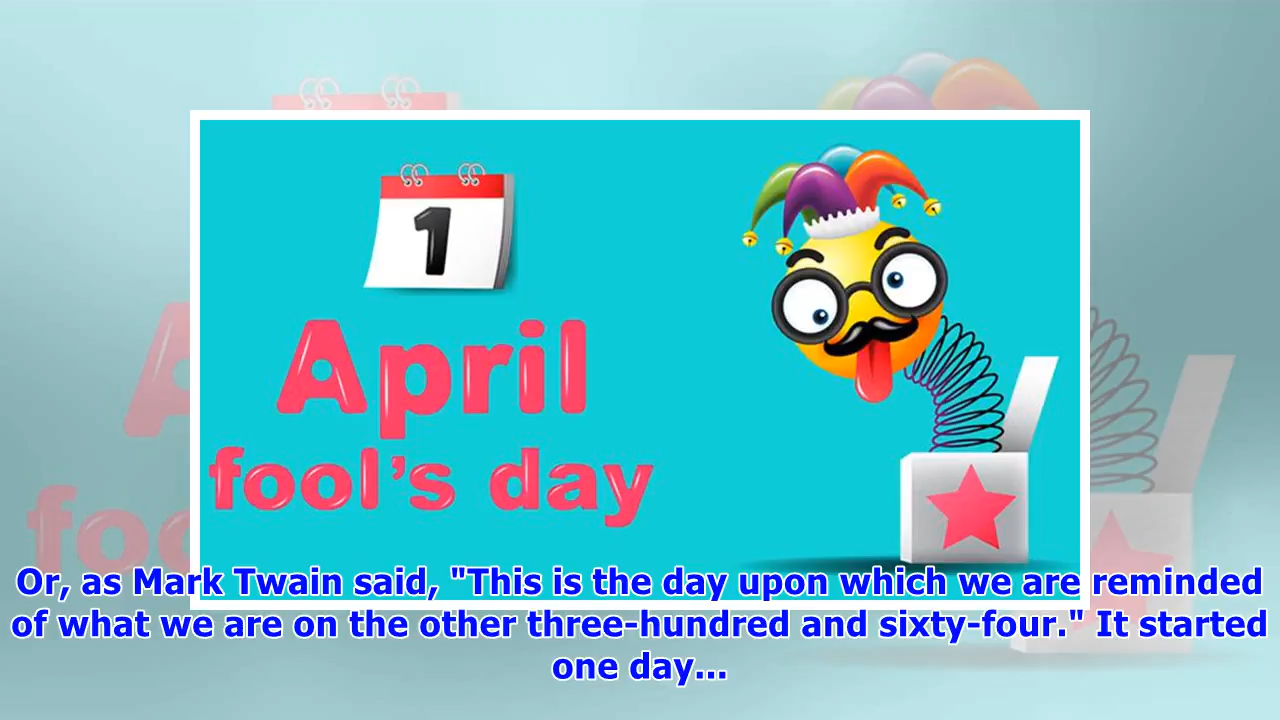 1
April
fool's day
Or, as Mark Twain said, "This is the day upon which we are reminded
of what we are on the other three-hundred and sixty-four." It started
one day...